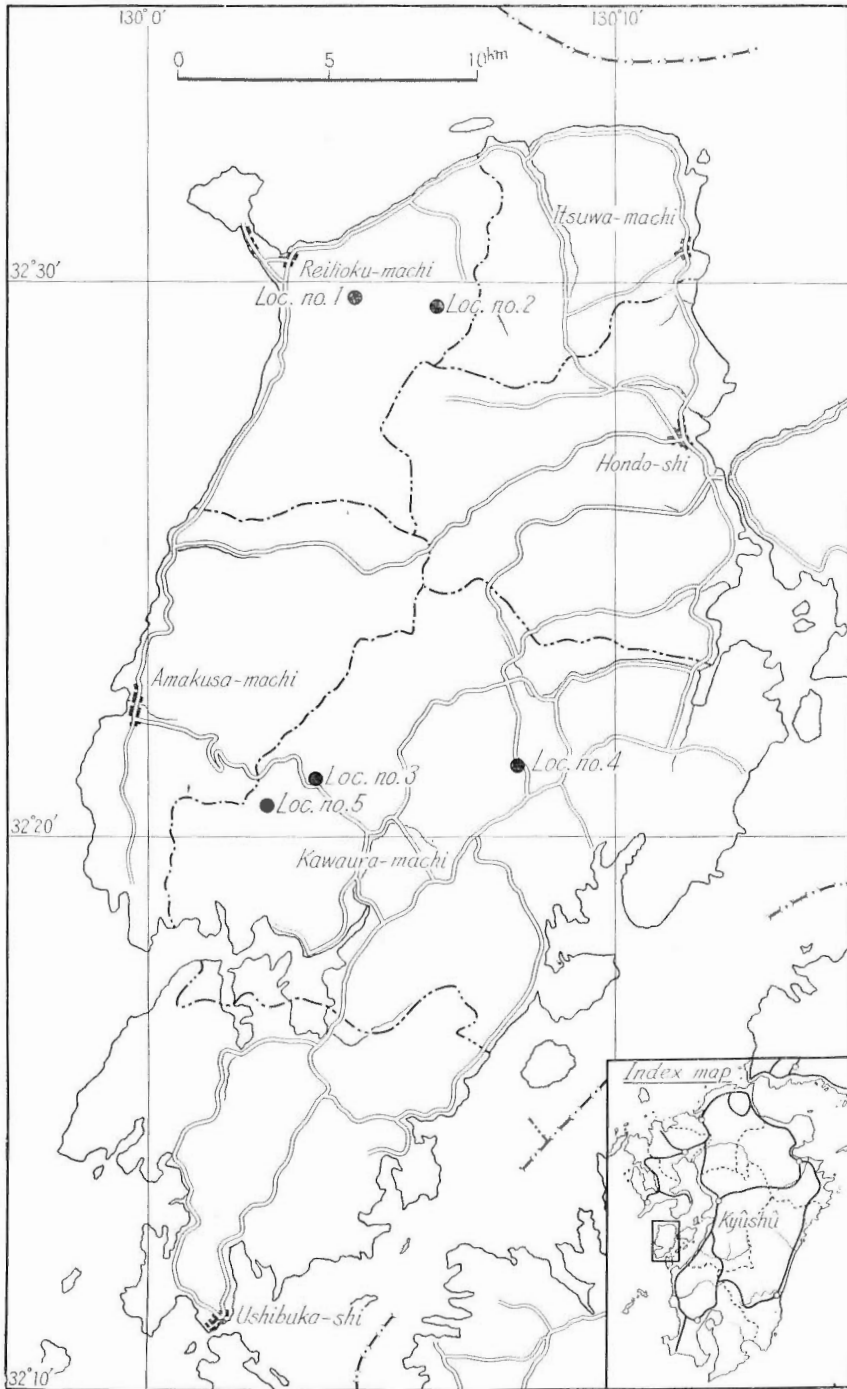 130°0′ 130°10′
0 5 10km
Itsuwa-machi
32°30′
Reihoku-machi
Loc. no. 1
Loc. no. 2
Hondo-shi
Amakusa-machi
Loc. no. 3
Loc. no. 4
Loc. no. 5
32°20′
Kawaura-machi
Index map
Kyûshû
Ushibuka-shi
32°10′